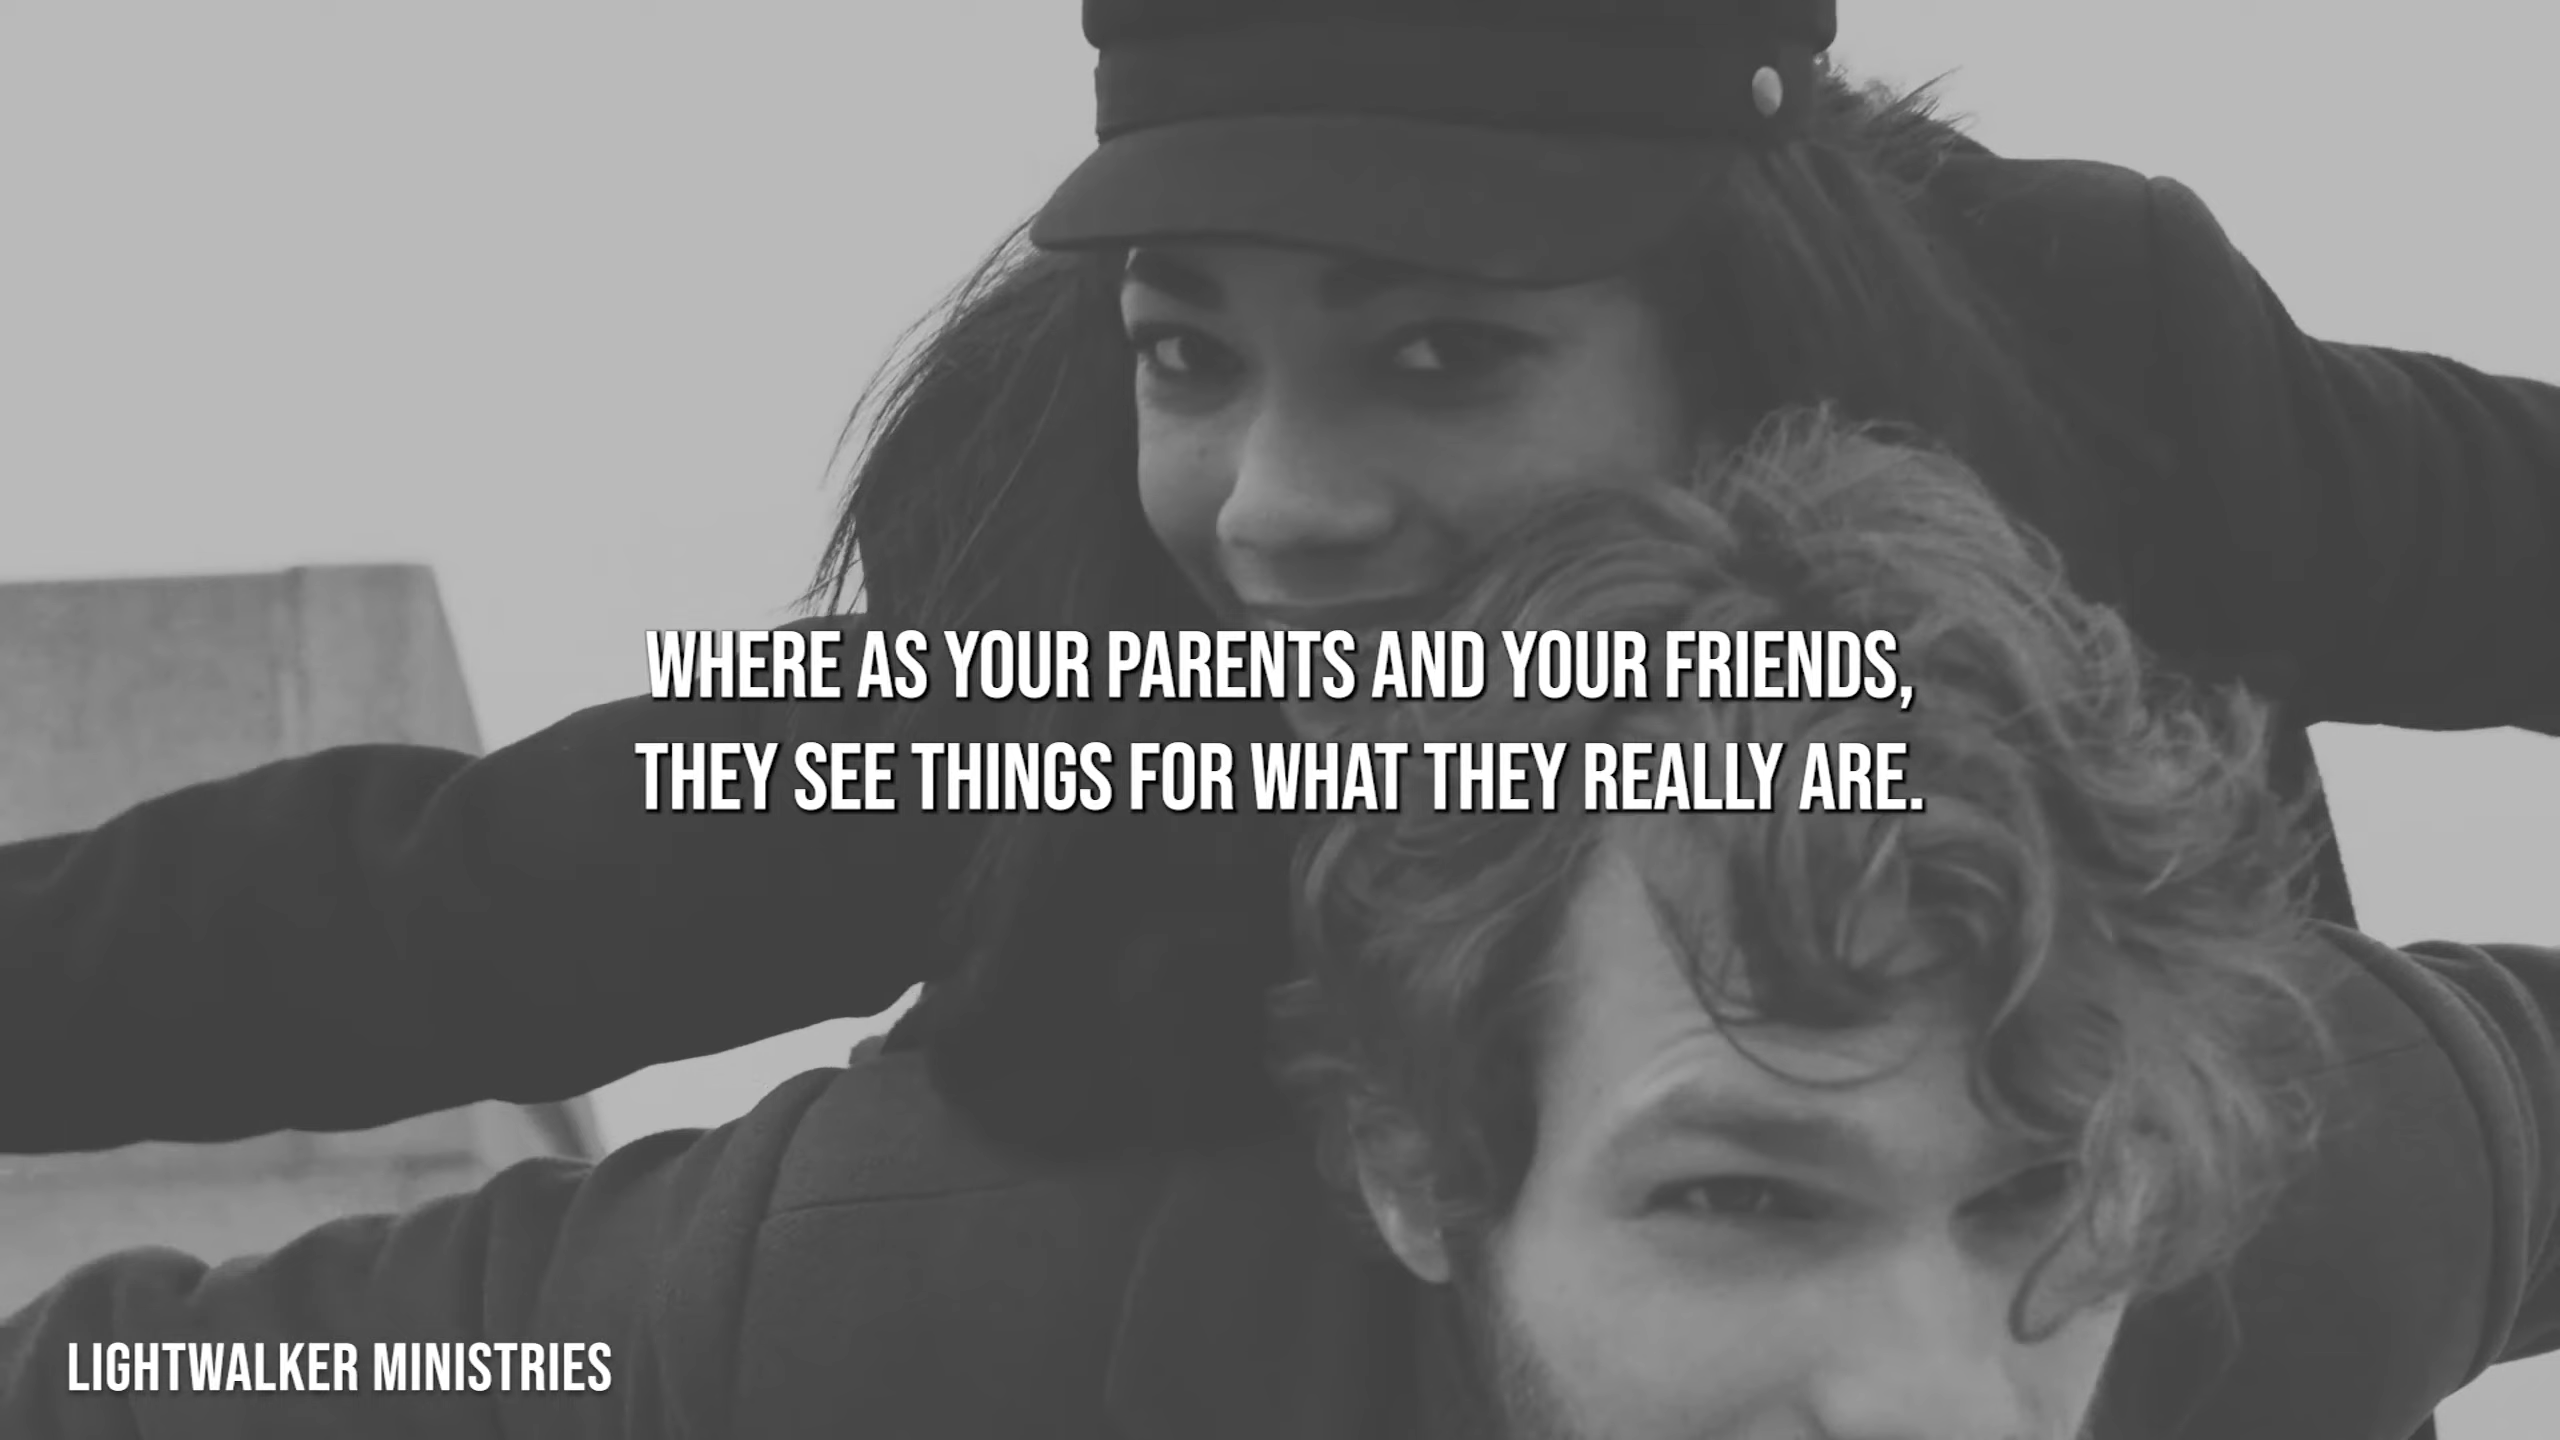 WHERE AS YOUR PARENTS AND YOUR FRIENDS,
THEY SEE THINGS FOR WHAT THEY REALLY ARE.
LIGHTWALKER MINISTRIES